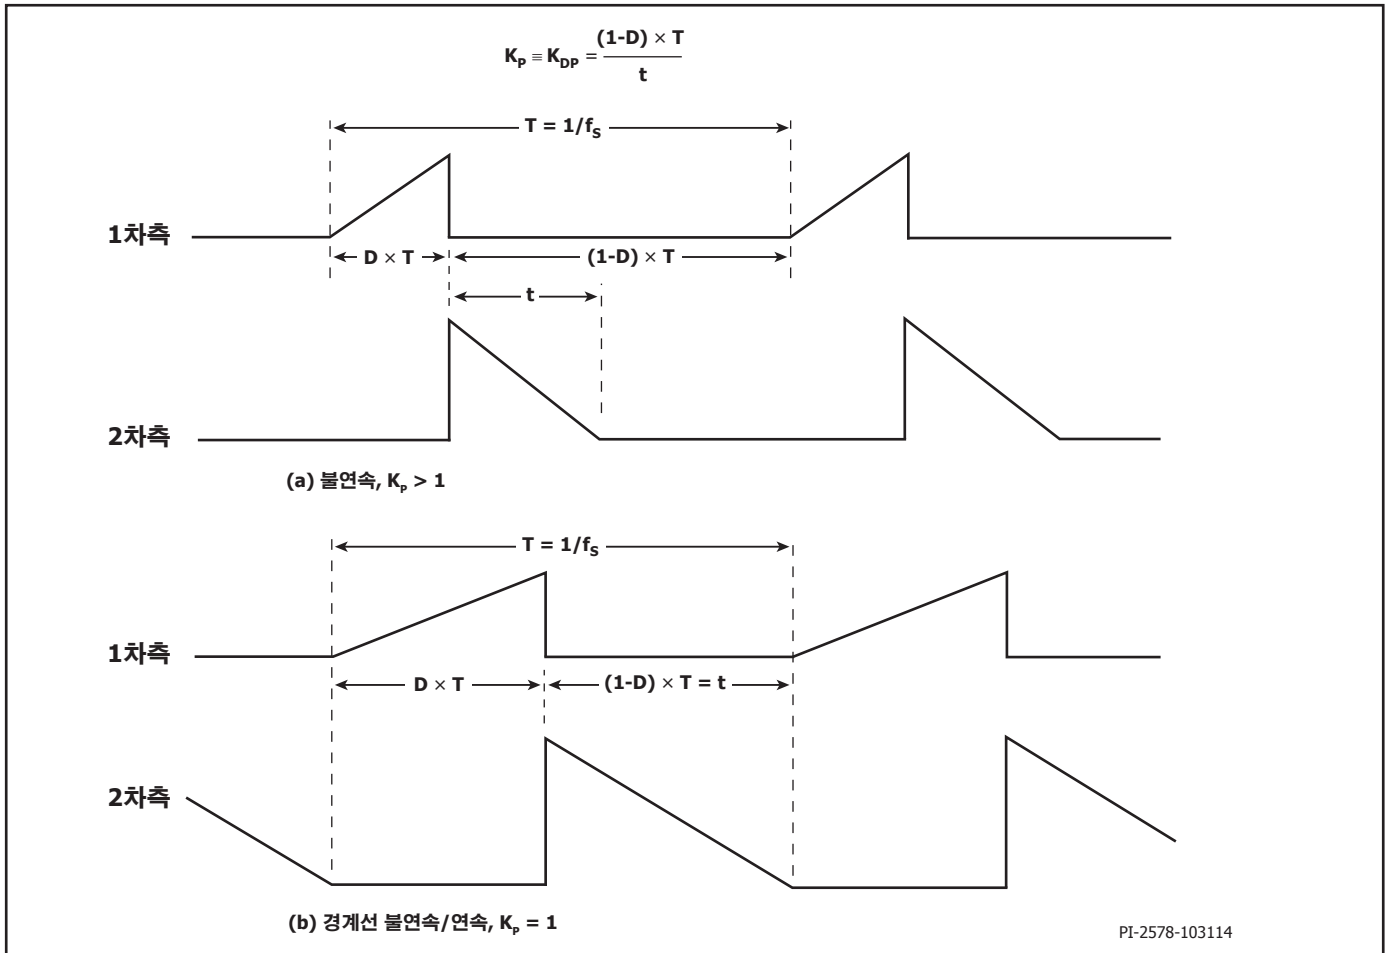 K_P ≡ K_DP = (1-D) × T / t
T = 1/f_S
1차측
D × T
(1-D) × T
t
2차측
(a) 불연속, K_P > 1
T = 1/f_S
1차측
D × T
(1-D) × T = t
2차측
(b) 경계선 불연속/연속, K_P = 1
PI-2578-103114